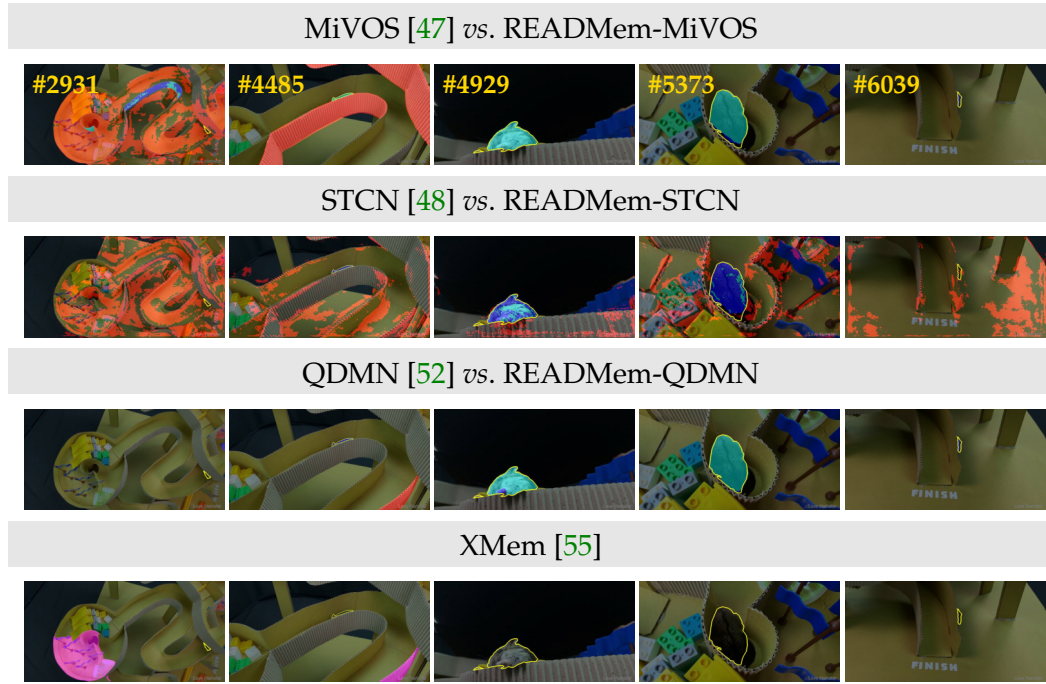 MiVOS [47] vs. READMem-MiVOS
#2931 #4485 #4929 #5373 #6039
FINISH
STCN [48] vs. READMem-STCN
FINISH
QDMN [52] vs. READMem-QDMN
FINISH
XMem [55]
FINISH